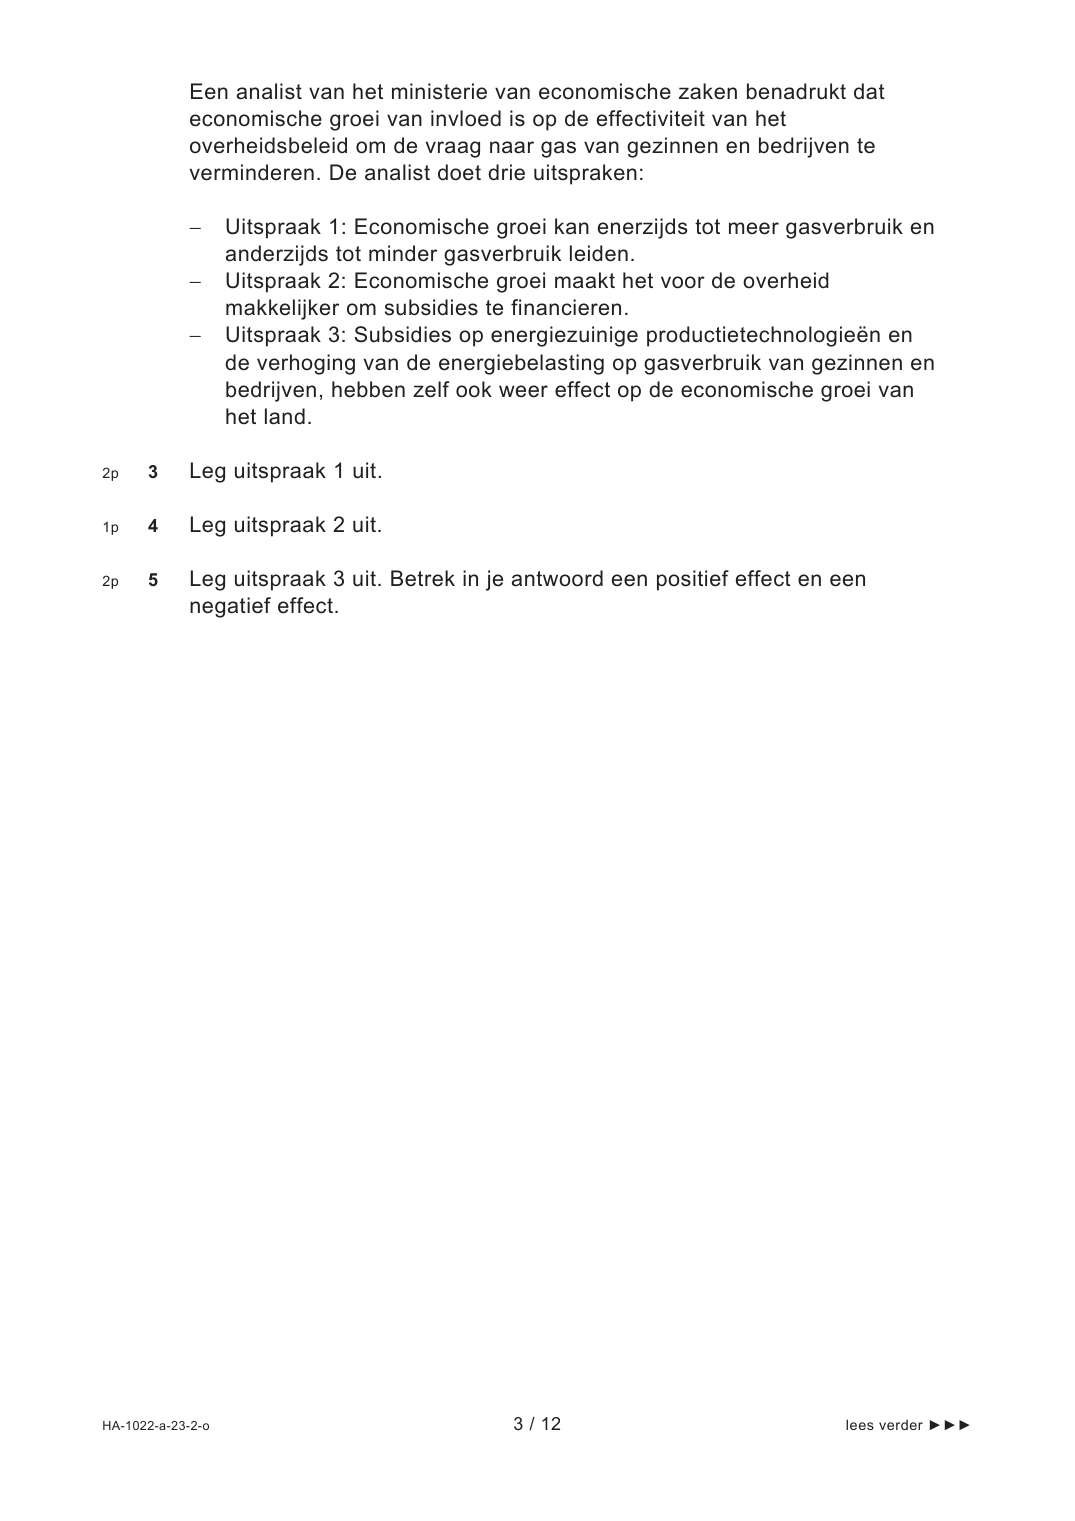 Een analist van het ministerie van economische zaken benadrukt dat
economische groei van invloed is op de effectiviteit van het
overheidsbeleid om de vraag naar gas van gezinnen en bedrijven te
verminderen. De analist doet drie uitspraken:
– Uitspraak 1: Economische groei kan enerzijds tot meer gasverbruik en
anderzijds tot minder gasverbruik leiden.
– Uitspraak 2: Economische groei maakt het voor de overheid
makkelijker om subsidies te financieren.
– Uitspraak 3: Subsidies op energiezuinige productietechnologieën en
de verhoging van de energiebelasting op gasverbruik van gezinnen en
bedrijven, hebben zelf ook weer effect op de economische groei van
het land.
2p 3 Leg uitspraak 1 uit.
1p 4 Leg uitspraak 2 uit.
2p 5 Leg uitspraak 3 uit. Betrek in je antwoord een positief effect en een
negatief effect.
HA-1022-a-23-2-o 3 / 12 lees verder ►►►